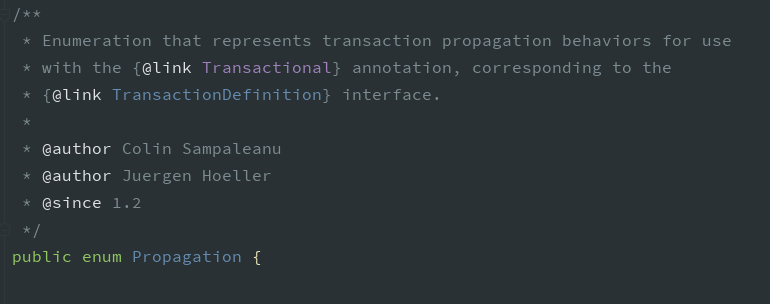 /**
* Enumeration that represents transaction propagation behaviors for use
* with the {@link Transactional} annotation, corresponding to the
* {@link TransactionDefinition} interface.
*
* @author Colin Sampaleanu
* @author Juergen Hoeller
* @since 1.2
*/
public enum Propagation {